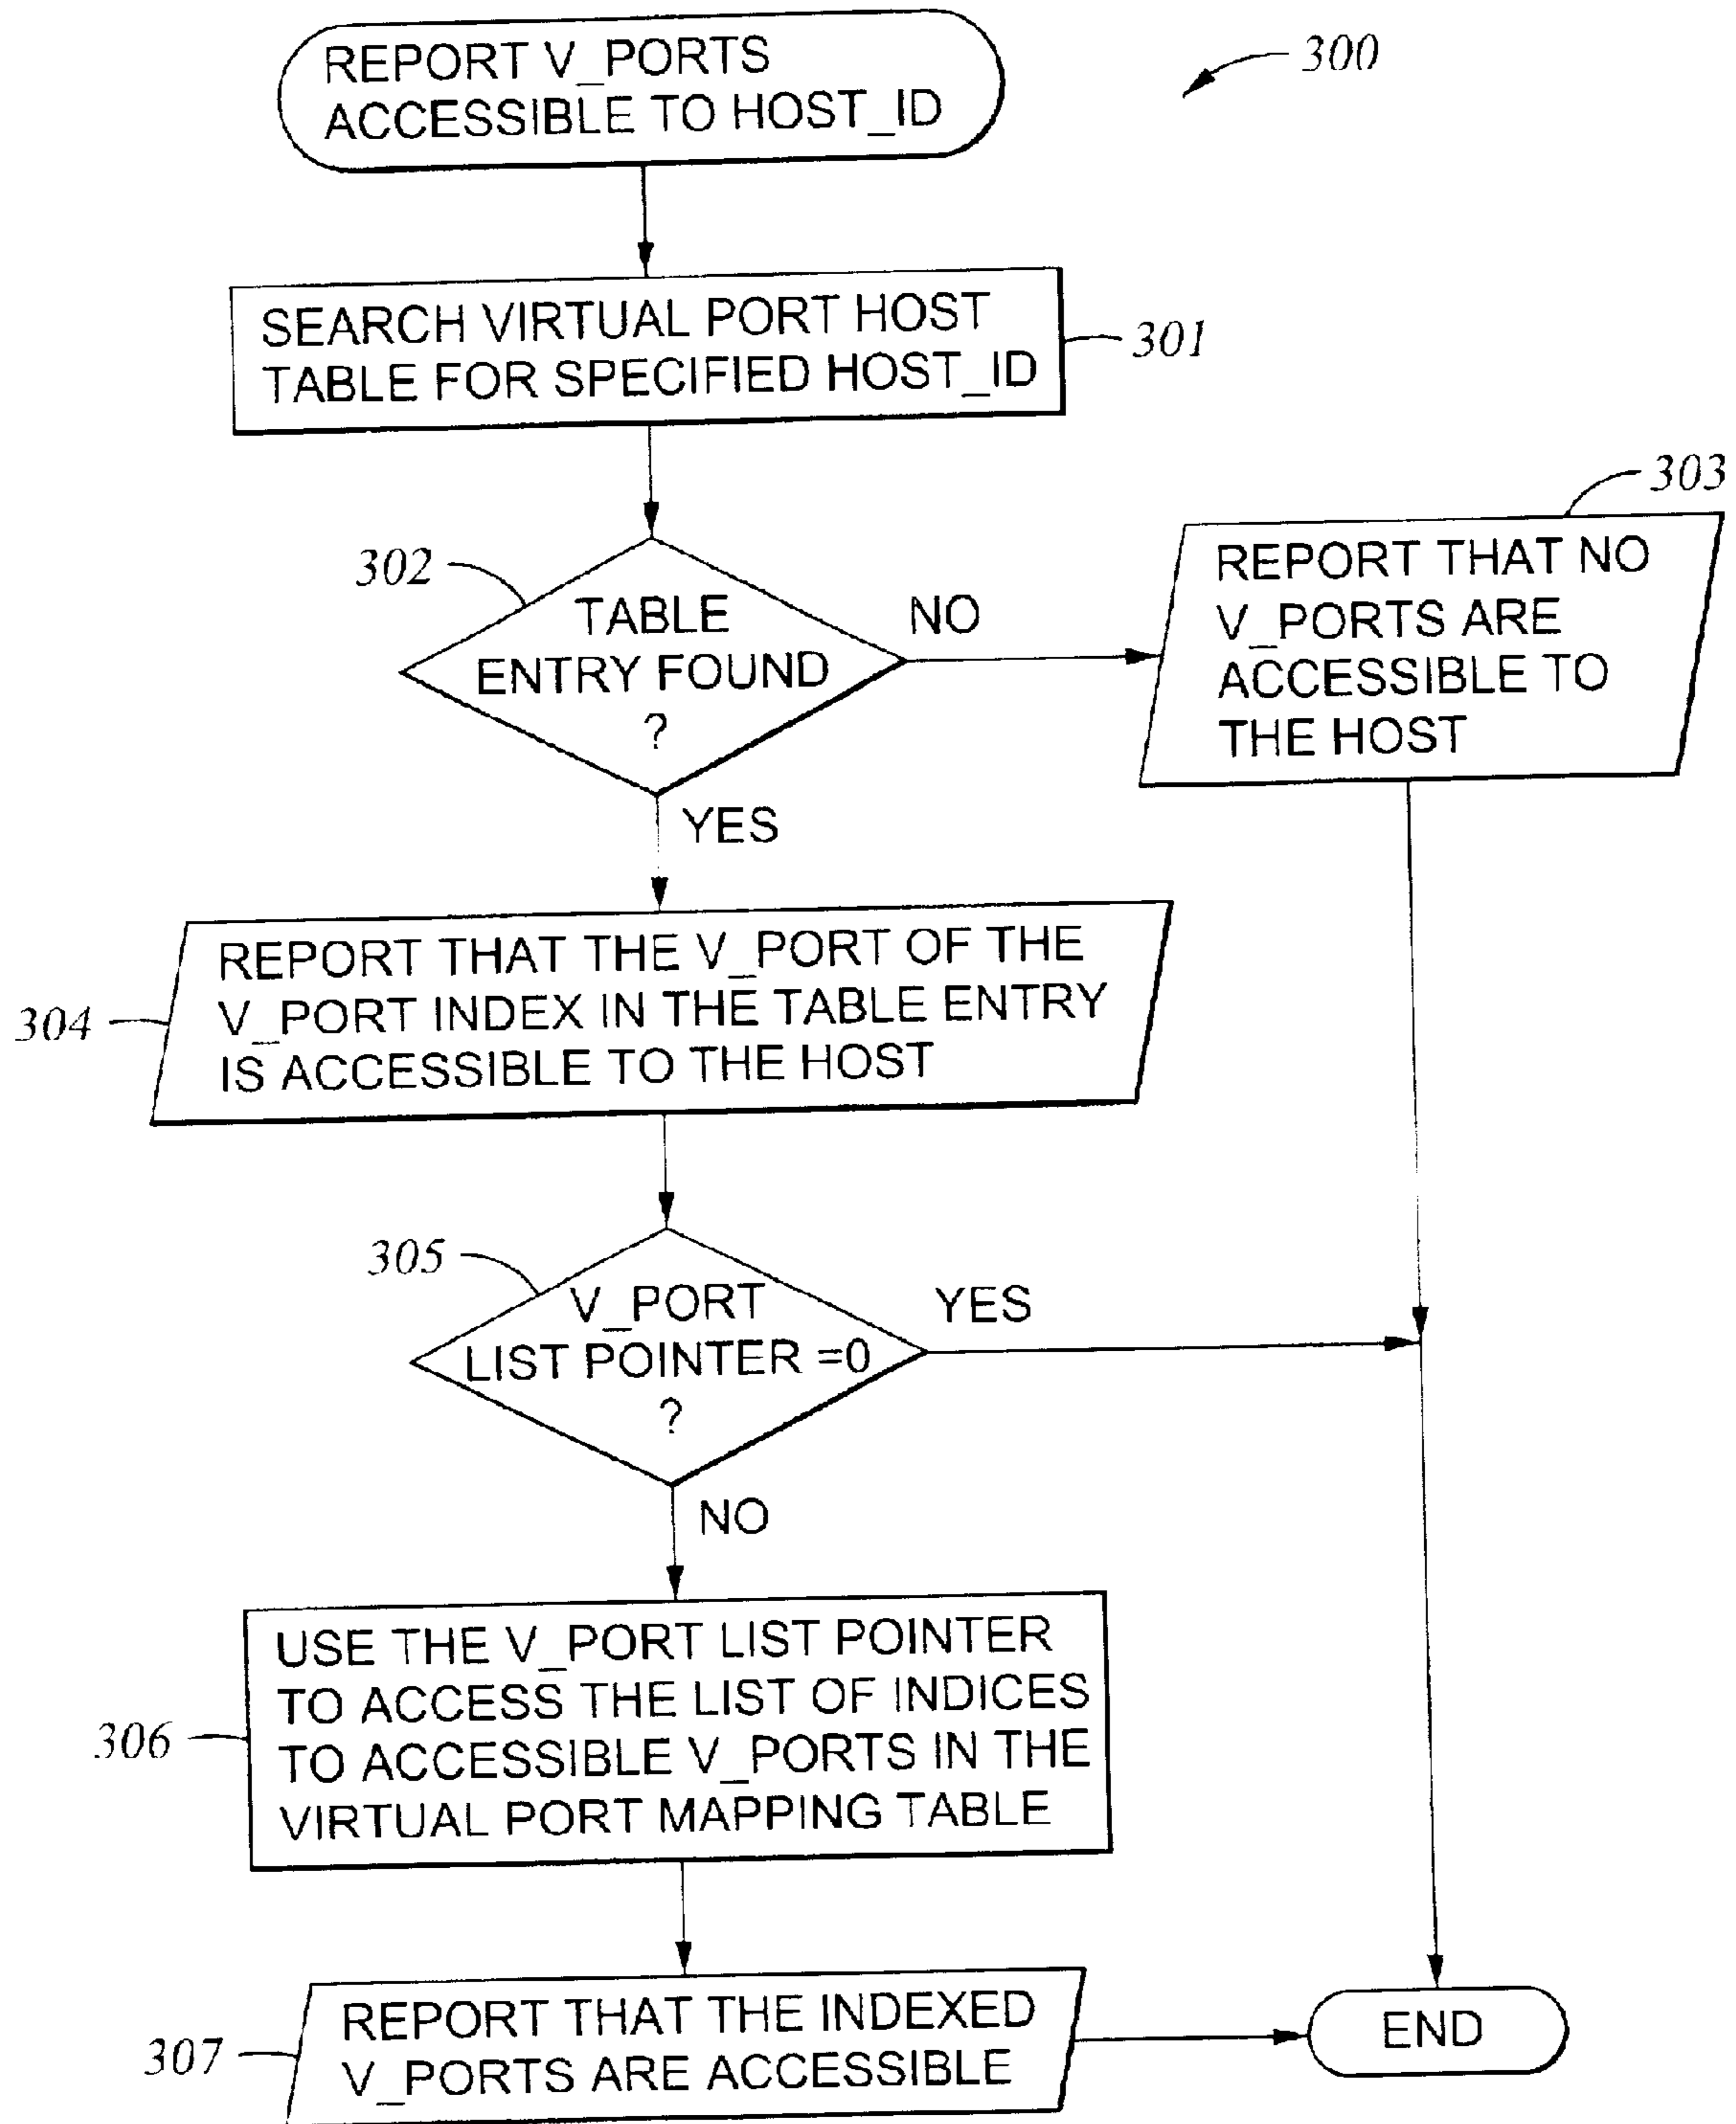 REPORT V_PORTS
ACCESSIBLE TO HOST_ID
300
SEARCH VIRTUAL PORT HOST
TABLE FOR SPECIFIED HOST_ID
301
302
TABLE
ENTRY FOUND
?
NO
YES
303
REPORT THAT NO
V_PORTS ARE
ACCESSIBLE TO
THE HOST
304
REPORT THAT THE V_PORT OF THE
V_PORT INDEX IN THE TABLE ENTRY
IS ACCESSIBLE TO THE HOST
305
V_PORT
LIST POINTER =0
?
YES
NO
306
USE THE V_PORT LIST POINTER
TO ACCESS THE LIST OF INDICES
TO ACCESSIBLE V_PORTS IN THE
VIRTUAL PORT MAPPING TABLE
307
REPORT THAT THE INDEXED
V_PORTS ARE ACCESSIBLE
END